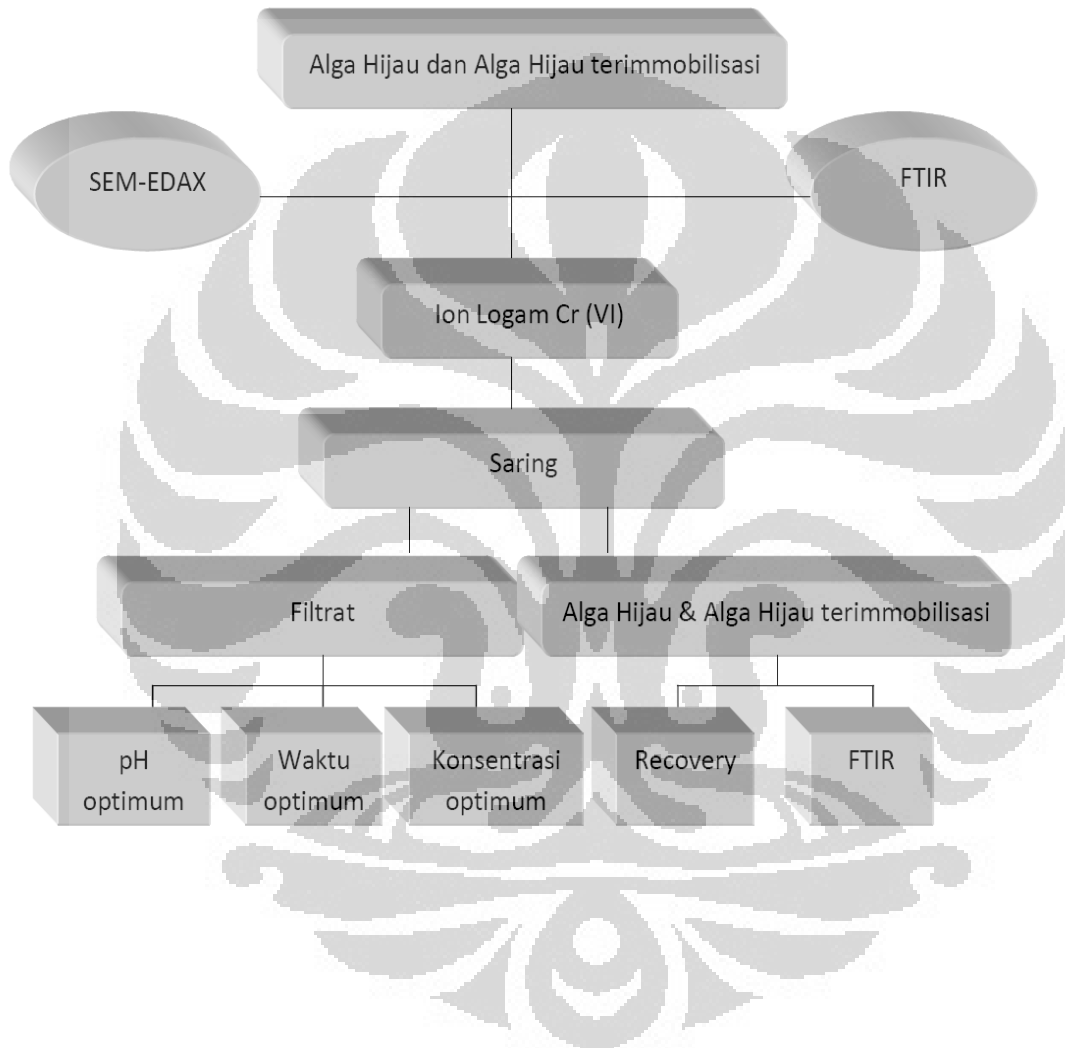 Alga Hijau dan Alga Hijau terimmobilisasi
SEM-EDAX
FTIR
Ion Logam Cr (VI)
Saring
Filtrat
Alga Hijau & Alga Hijau terimmobilisasi
pH
optimum
Waktu
optimum
Konsentrasi
optimum
Recovery
FTIR